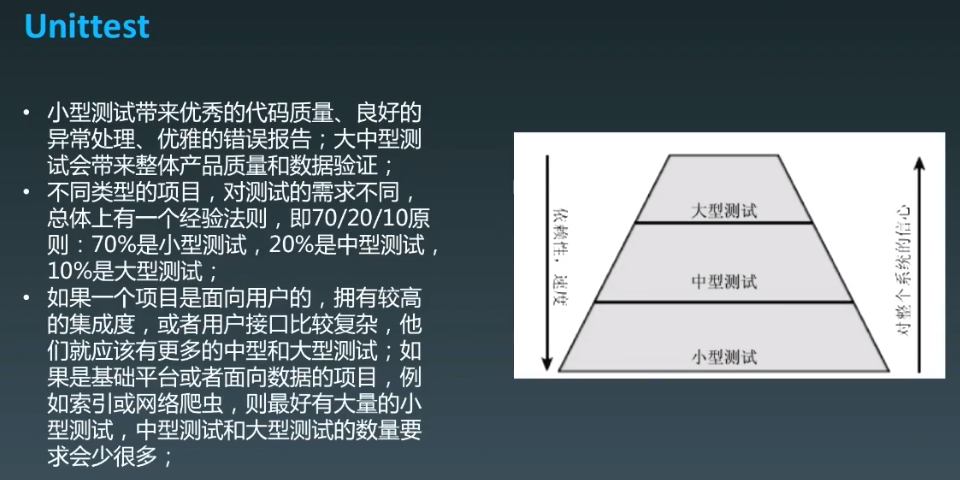 Unittest
• 小型测试带来优秀的代码质量、良好的
异常处理、优雅的错误报告；大中型测
试会带来整体产品质量和数据验证；
• 不同类型的项目，对测试的需求不同，
总体上有一个经验法则，即70/20/10原
则：70%是小型测试，20%是中型测试，
10%是大型测试；
• 如果一个项目是面向用户的，拥有较高
的集成度，或者用户接口比较复杂，他
们就应该有更多的中型和大型测试；如
果是基础平台或者面向数据的项目，例
如索引或网络爬虫，则最好有大量的小
型测试，中型测试和大型测试的数量要
求会少很多；
依赖性，速度
大型测试
中型测试
小型测试
对整个系统的信心